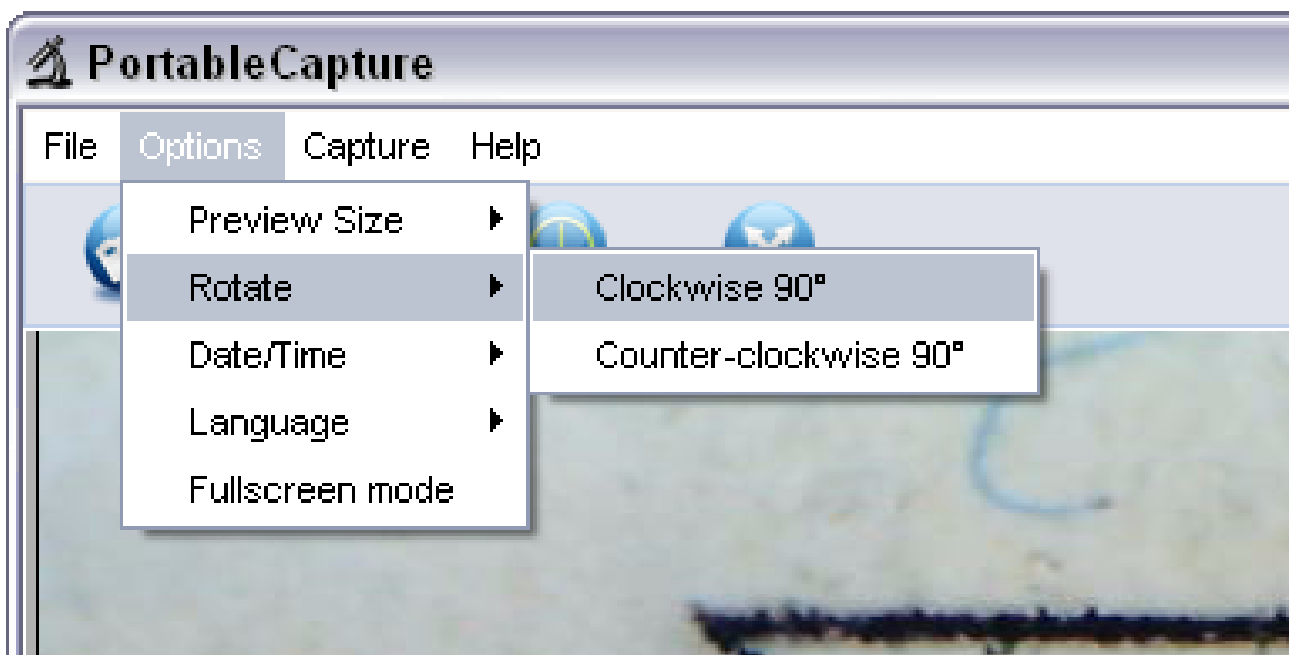 PortableCapture
File Options Capture Help
Preview Size
Rotate
Clockwise 90°
Date/Time
Counter-clockwise 90°
Language
Fullscreen mode